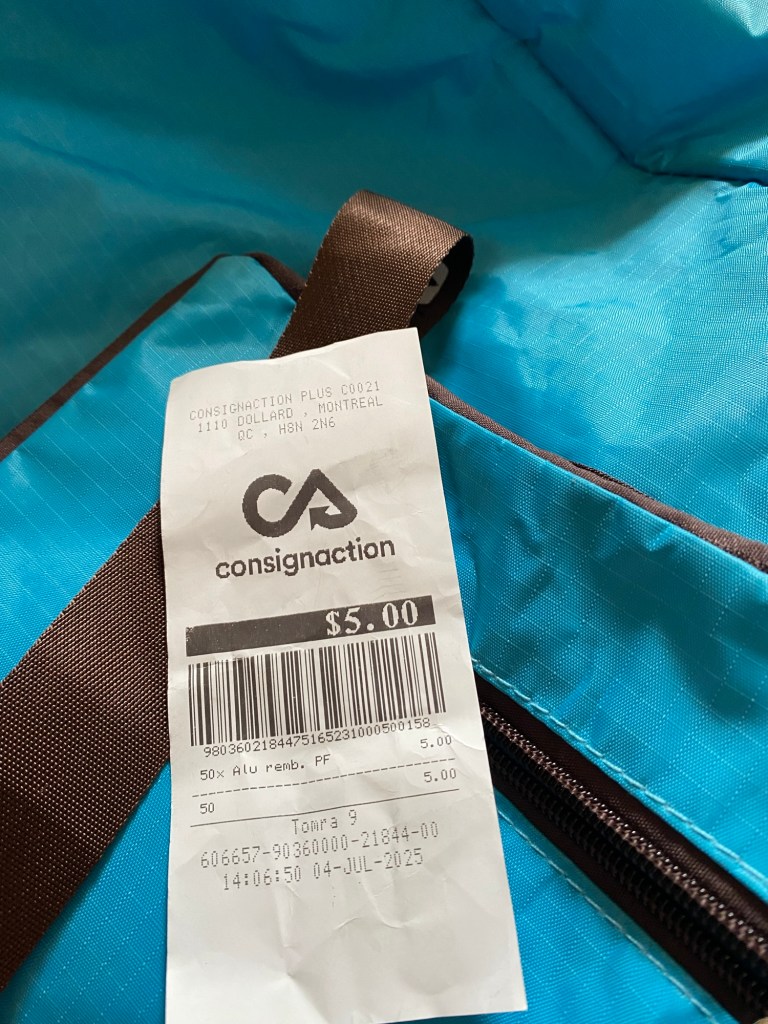 CONSIGNACTION PLUS C0021
1110 DOLLARD , MONTREAL
QC , H8N 2N6
CA
consignaction
$5.00
9803602184475165231000500158
50x Alu remb. PF 5.00
50 5.00
Tomra 9
606657-90360000-21844-00
14:06:50 04-JUL-2025